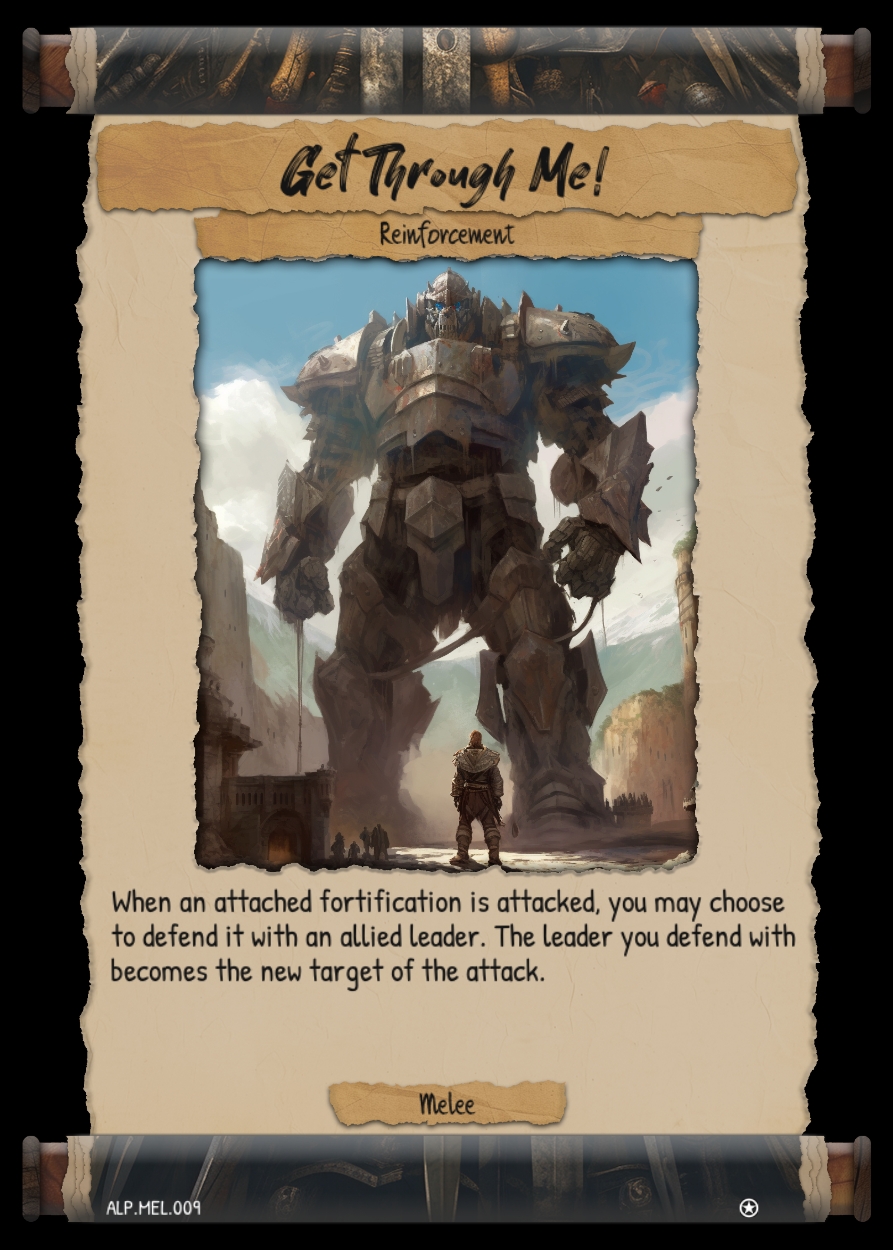 Get Through Me!
Reinforcement
When an attached fortification is attacked, you may choose
to defend it with an allied leader. The leader you defend with
becomes the new target of the attack.
Melee
ALP.MEL.009